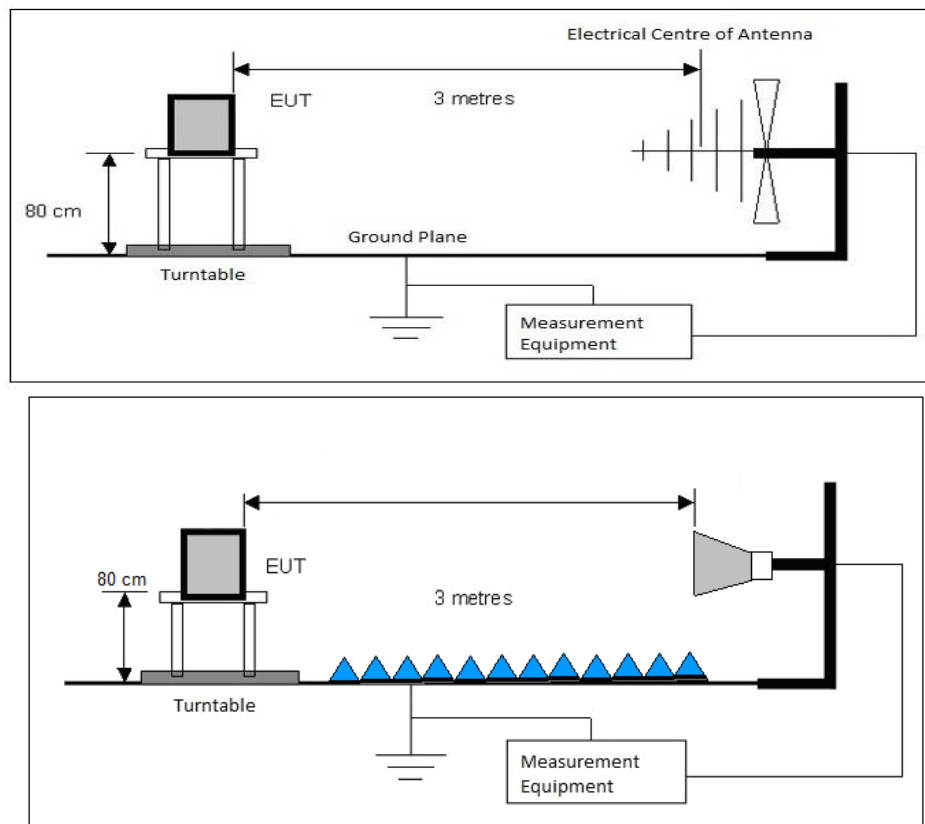 Electrical Centre of Antenna
EUT
3 metres
80 cm
Ground Plane
Turntable
Measurement
Equipment
EUT
80 cm
3 metres
Turntable
Measurement
Equipment